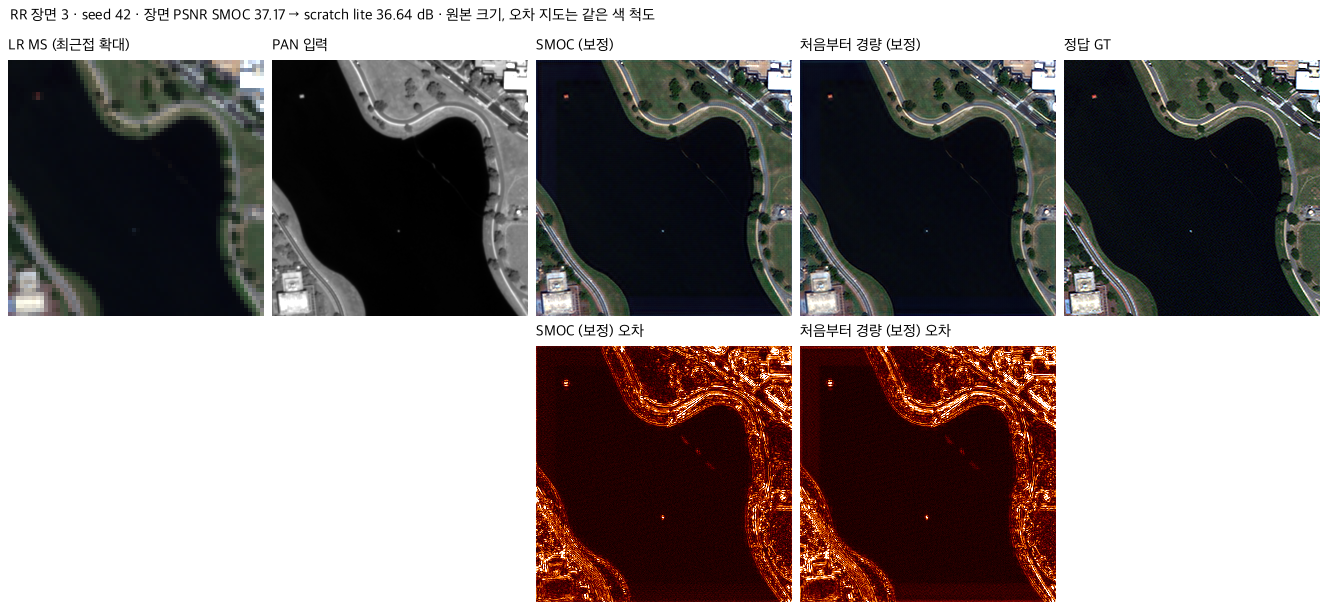 RR 장면 3 · seed 42 · 장면 PSNR SMOC 37.17 → scratch lite 36.64 dB · 원본 크기, 오차 지도는 같은 색 척도
LR MS (최근접 확대)
PAN 입력
SMOC (보정)
처음부터 경량 (보정)
정답 GT
SMOC (보정) 오차
처음부터 경량 (보정) 오차